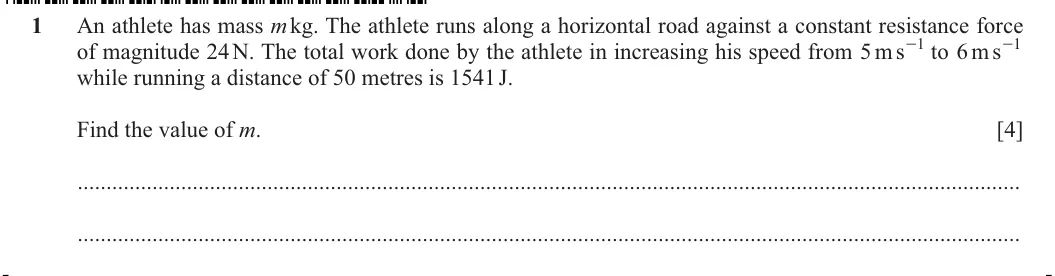 1 An athlete has mass m kg. The athlete runs along a horizontal road against a constant resistance force
of magnitude 24 N. The total work done by the athlete in increasing his speed from 5 m s⁻¹ to 6 m s⁻¹
while running a distance of 50 metres is 1541 J.
Find the value of m. [4]